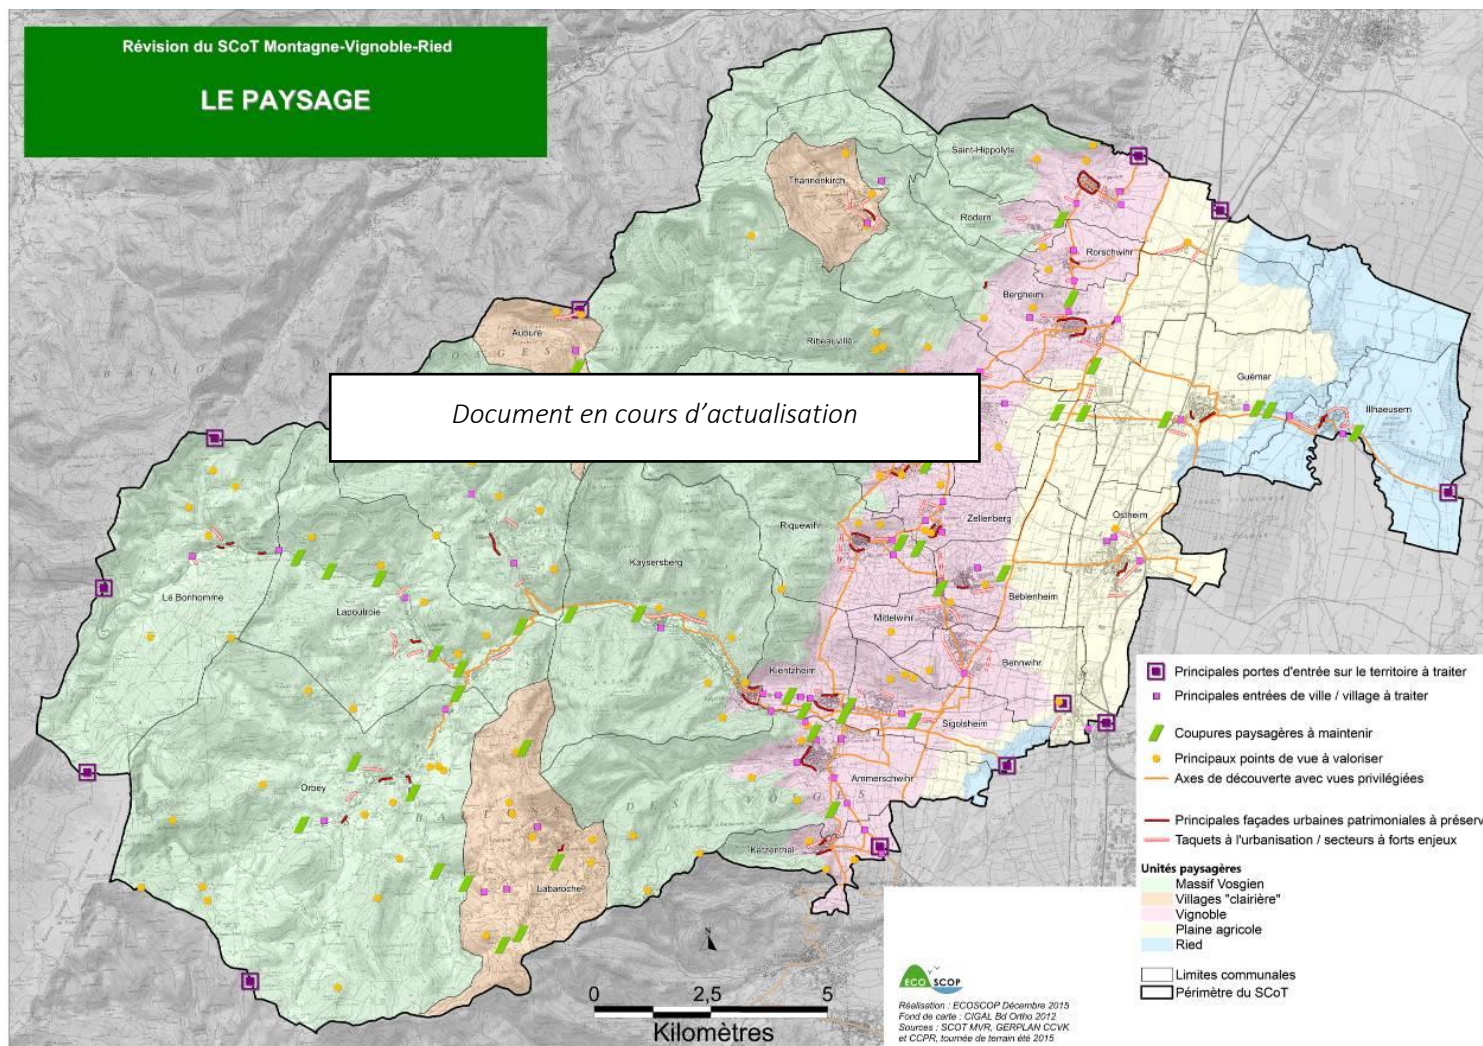 Révision du SCoT Montagne-Vignoble-Ried
LE PAYSAGE
Saint-Hippolyte
Thannenkirch
Rodern
Rorschwihr
Bergheim
Aubure
Ribeauvillé
Guémar
Illhaeusern
Document en cours d'actualisation
Zellenberg
Ostheim
Riquewihr
Kaysersberg
Le Bonhomme
Lapoutroie
Beblenheim
Mittelwihr
Bennwihr
Kientzheim
Sigolsheim
Ammerschwihr
Orbey
Katzenthal
Labaroche
Principales portes d'entrée sur le territoire à traiter
Principales entrées de ville / village à traiter
Coupures paysagères à maintenir
Principaux points de vue à valoriser
Axes de découverte avec vues privilégiées
Principales façades urbaines patrimoniales à préserv
Taquets à l'urbanisation / secteurs à forts enjeux
Unités paysagères
Massif Vosgien
Villages "clairière"
Vignoble
Plaine agricole
Ried
Limites communales
Périmètre du SCoT
N
0 2,5 5
Kilomètres
ECO SCOP
Réalisation : ECOSCOP Décembre 2015
Fond de carte : CIGAL Bd Ortho 2012
Sources : SCOT MVR, GERPLAN CCVK
et CCPR, tournée de terrain été 2015